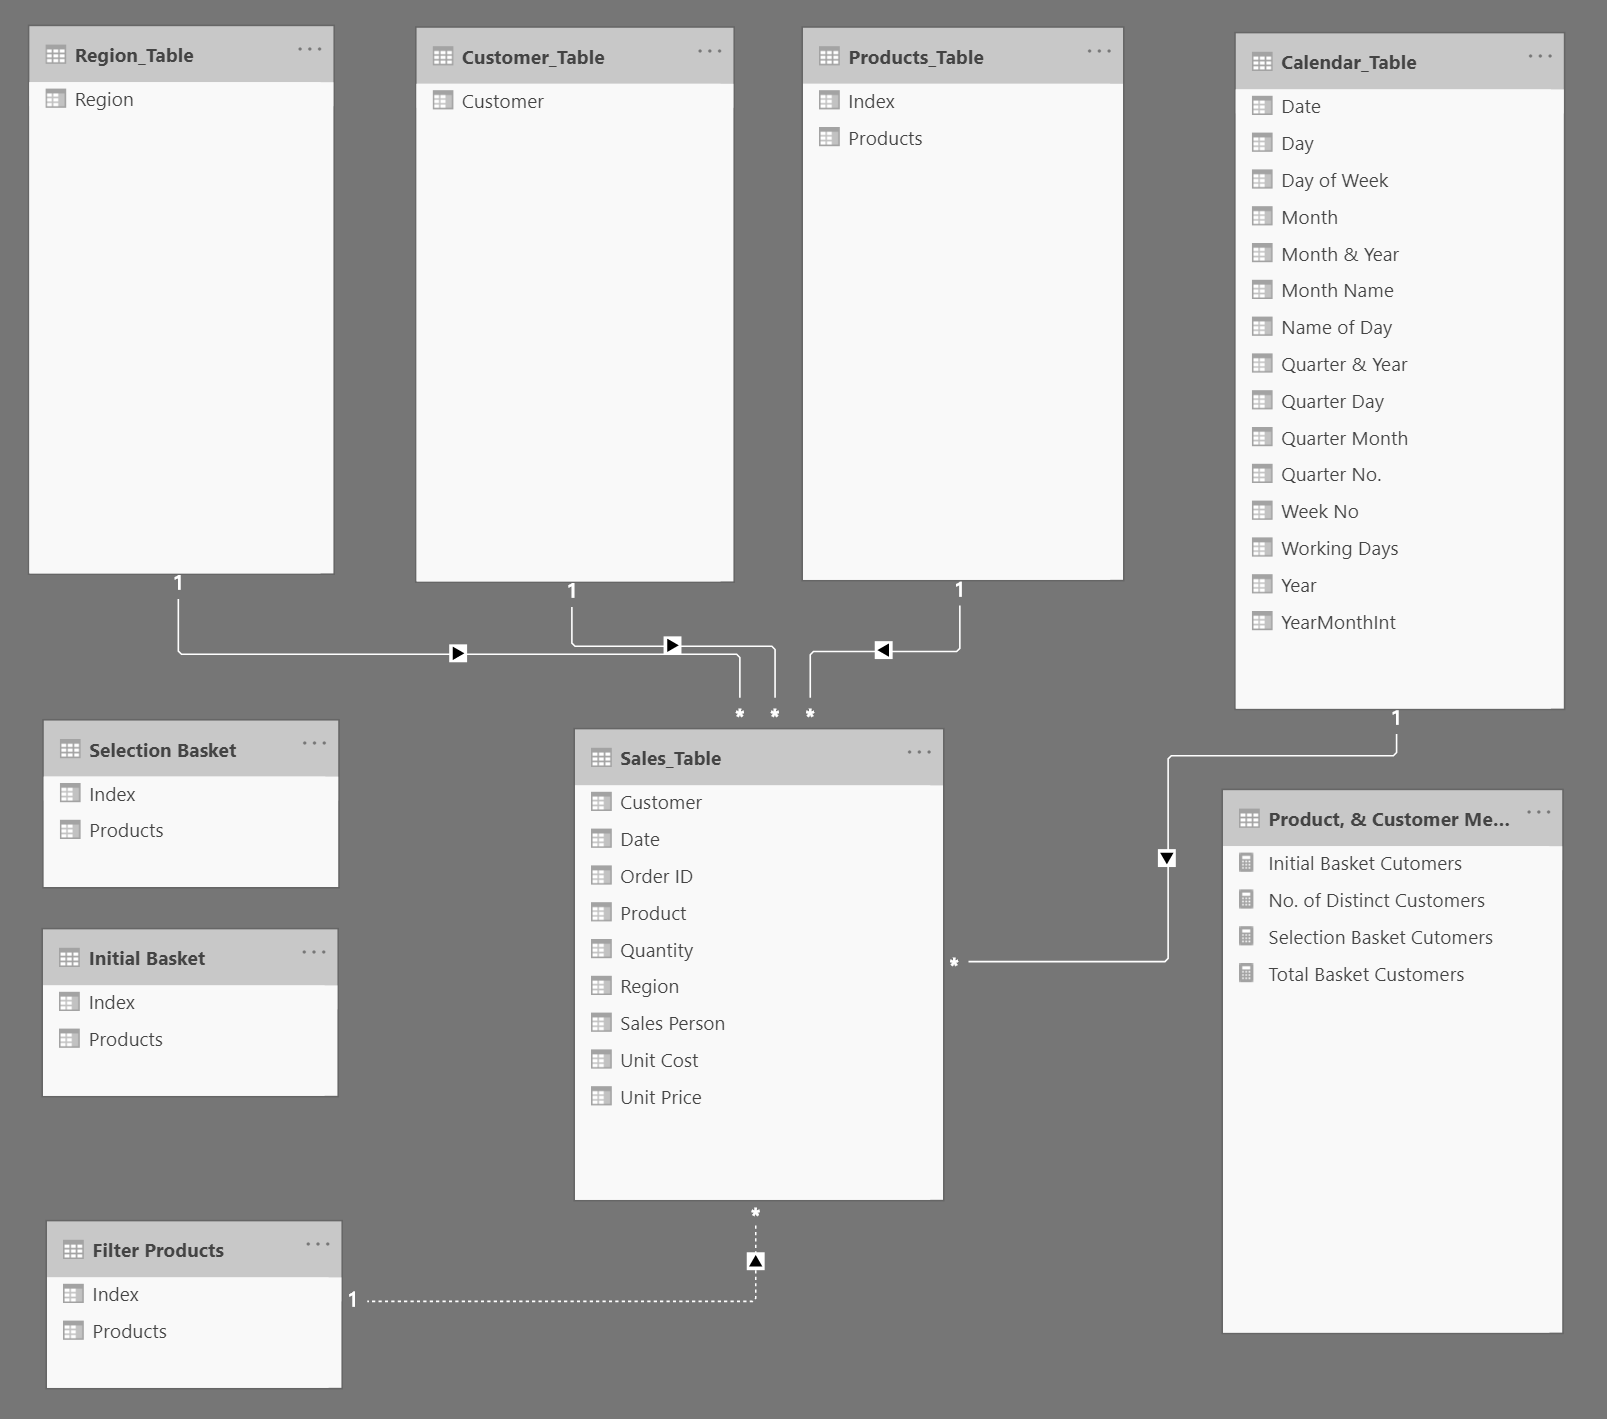 Region_Table
Region
Customer_Table
Customer
Products_Table
Index
Products
Calendar_Table
Date
Day
Day of Week
Month
Month & Year
Month Name
Name of Day
Quarter & Year
Quarter Day
Quarter Month
Quarter No.
Week No
Working Days
Year
YearMonthInt
1
1
1
1
*
*
*
Selection Basket
Index
Products
Initial Basket
Index
Products
Sales_Table
Customer
Date
Order ID
Product
Quantity
Region
Sales Person
Unit Cost
Unit Price
*
*
Product, & Customer Me...
Initial Basket Cutomers
No. of Distinct Customers
Selection Basket Cutomers
Total Basket Customers
Filter Products
Index
Products
1